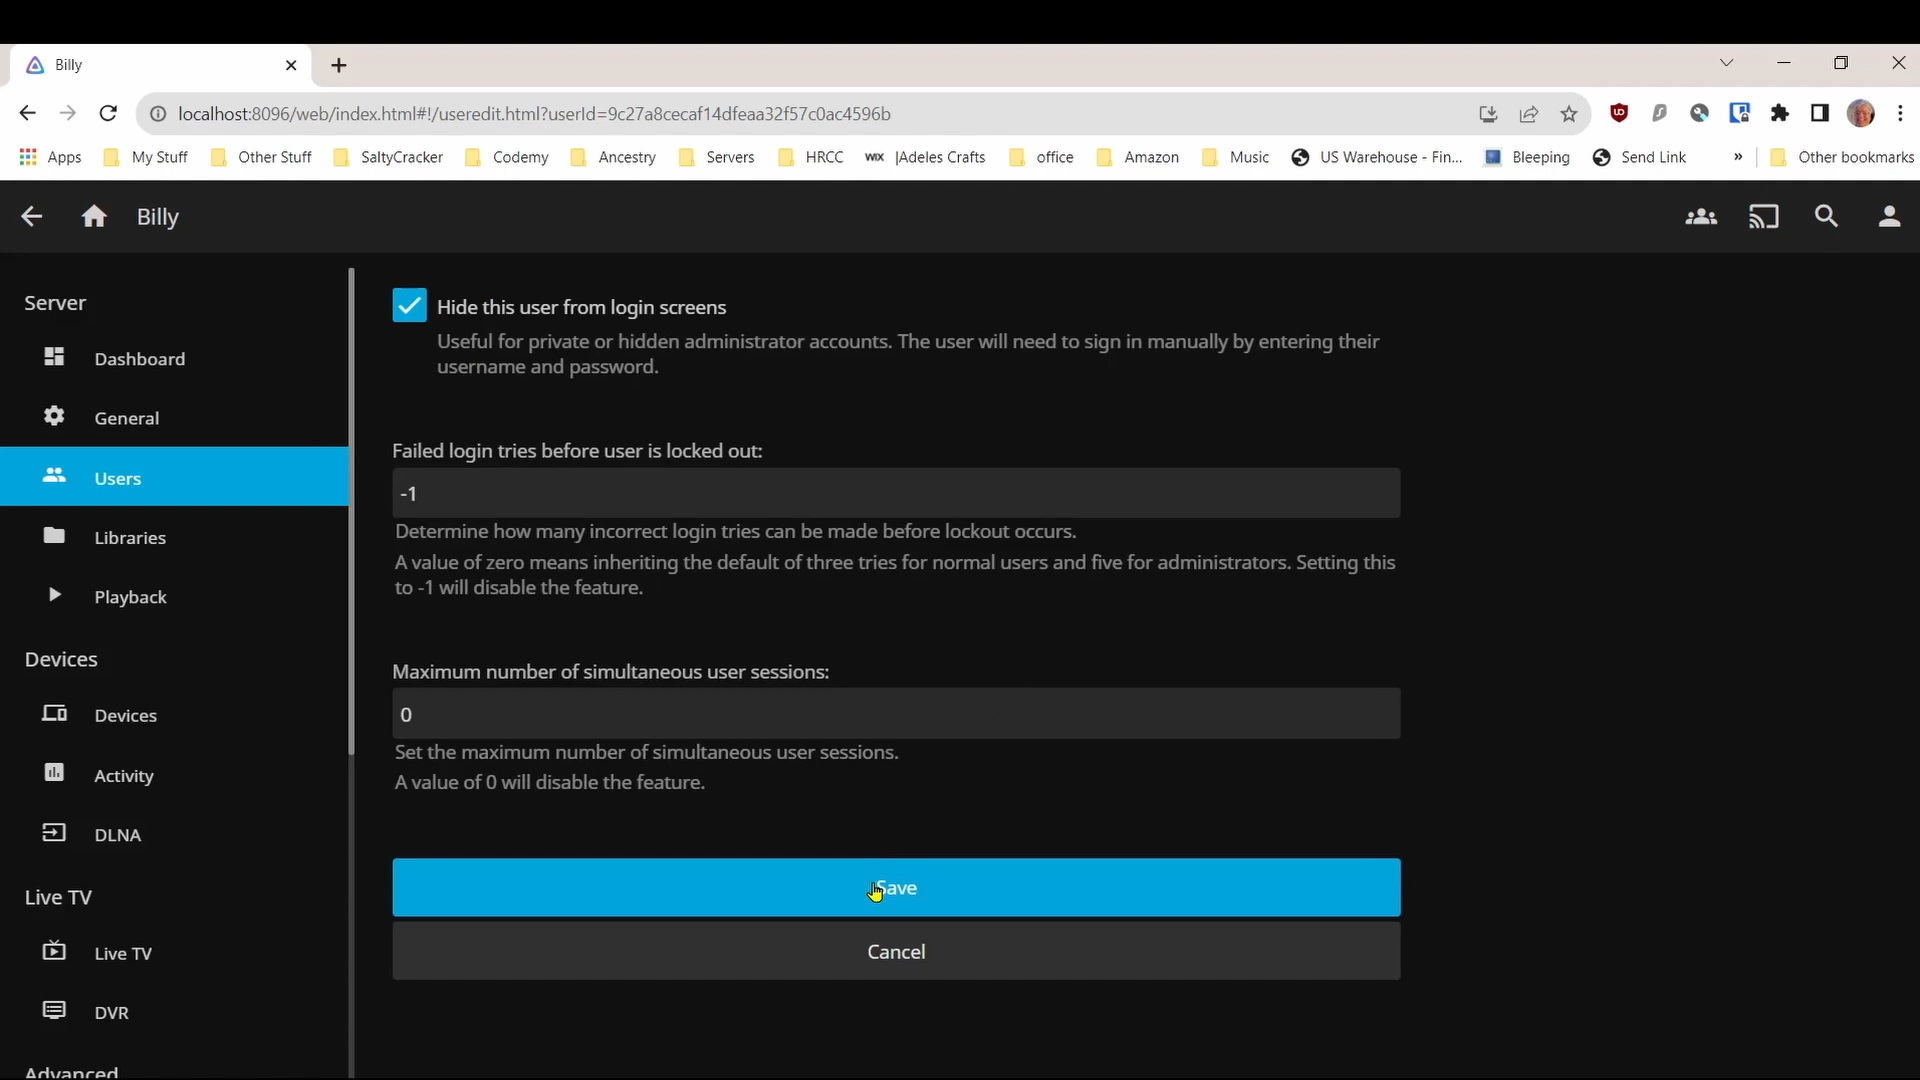 Billy
localhost:8096/web/index.html#!/useredit.html?userId=9c27a8cecaf14dfeaa32f57c0ac4596b
Apps My Stuff Other Stuff SaltyCracker Codemy Ancestry Servers HRCC WIX |Adeles Crafts office Amazon Music US Warehouse - Fin... Bleeping Send Link » Other bookmarks
Billy
Server
Dashboard
General
Users
Libraries
Playback
Devices
Devices
Activity
DLNA
Live TV
Live TV
DVR
Advanced
Hide this user from login screens
Useful for private or hidden administrator accounts. The user will need to sign in manually by entering their
username and password.
Failed login tries before user is locked out:
-1
Determine how many incorrect login tries can be made before lockout occurs.
A value of zero means inheriting the default of three tries for normal users and five for administrators. Setting this
to -1 will disable the feature.
Maximum number of simultaneous user sessions:
0
Set the maximum number of simultaneous user sessions.
A value of 0 will disable the feature.
Save
Cancel